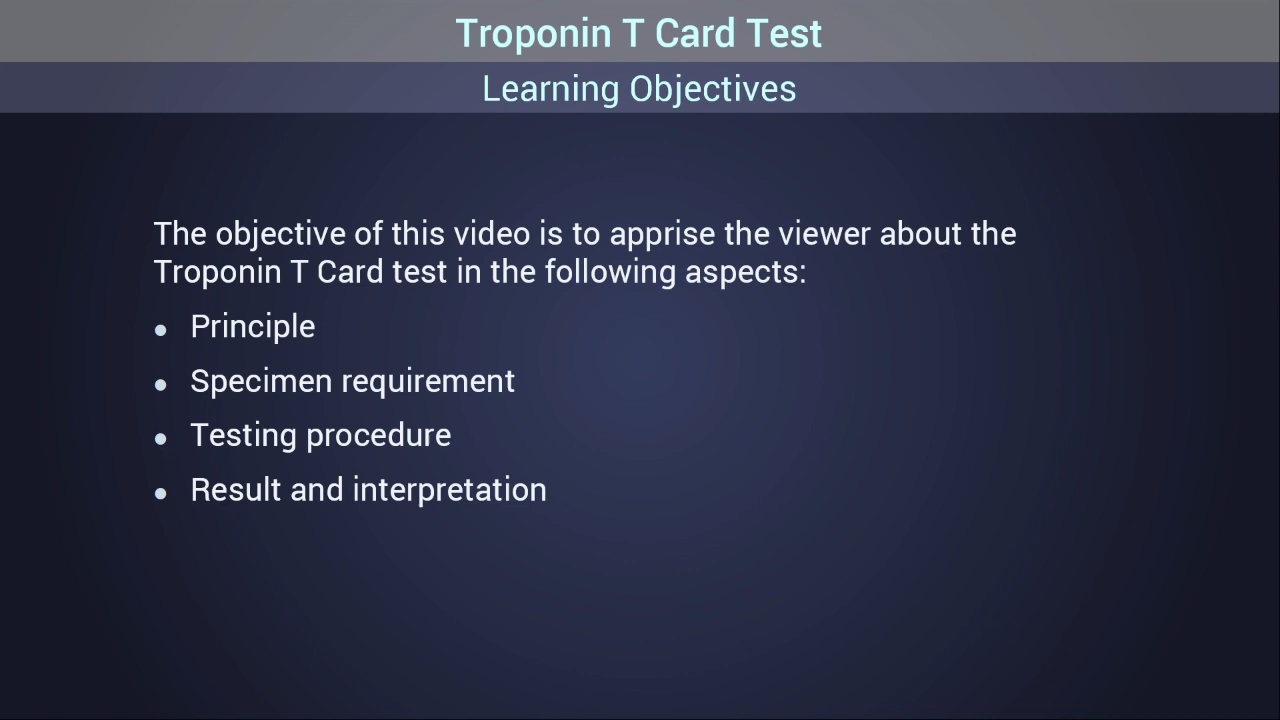 Troponin T Card Test
Learning Objectives
The objective of this video is to apprise the viewer about the
Troponin T Card test in the following aspects:
● Principle
● Specimen requirement
● Testing procedure
● Result and interpretation